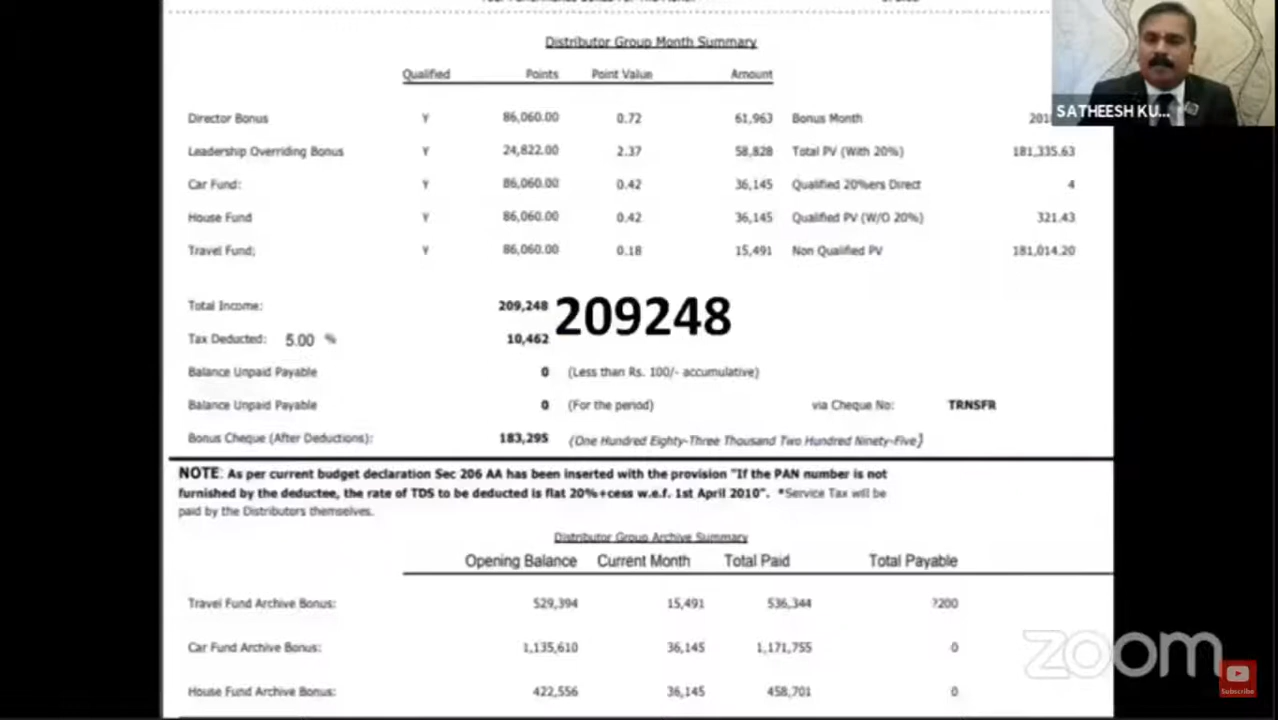 Distributor Group Month Summary
Qualified Points Point Value Amount
Director Bonus Y 86,060.00 0.72 61,963 Bonus Month
Leadership Overriding Bonus Y 24,822.00 2.37 58,828 Total PV (With 20%) 181,335.63
Car Fund: Y 86,060.00 0.42 36,145 Qualified 20%ers Direct 4
House Fund Y 86,060.00 0.42 36,145 Qualified PV (W/O 20%) 321.43
Travel Fund; Y 86,060.00 0.18 15,491 Non Qualified PV 181,014.20
Total Income: 209,248 209248
Tax Deducted: 5.00 % 10,462
Balance Unpaid Payable 0 (Less than Rs. 100/- accumulative)
Balance Unpaid Payable 0 (For the period) via Cheque No: TRNSFR
Bonus Cheque (After Deductions): 183,295 (One Hundred Eighty-Three Thousand Two Hundred Ninety-Five)
NOTE: As per current budget declaration Sec 206 AA has been inserted with the provision "If the PAN number is not
furnished by the deductee, the rate of TDS to be deducted is flat 20%+cess w.e.f. 1st April 2010". *Service Tax will be
paid by the Distributors themselves.
Distributor Group Archive Summary
Opening Balance Current Month Total Paid Total Payable
Travel Fund Archive Bonus: 529,394 15,491 536,344 ?200
Car Fund Archive Bonus: 1,135,610 36,145 1,171,755 0
House Fund Archive Bonus: 422,556 36,145 458,701 0
SATHEESH KU...
zoom
Subscribe